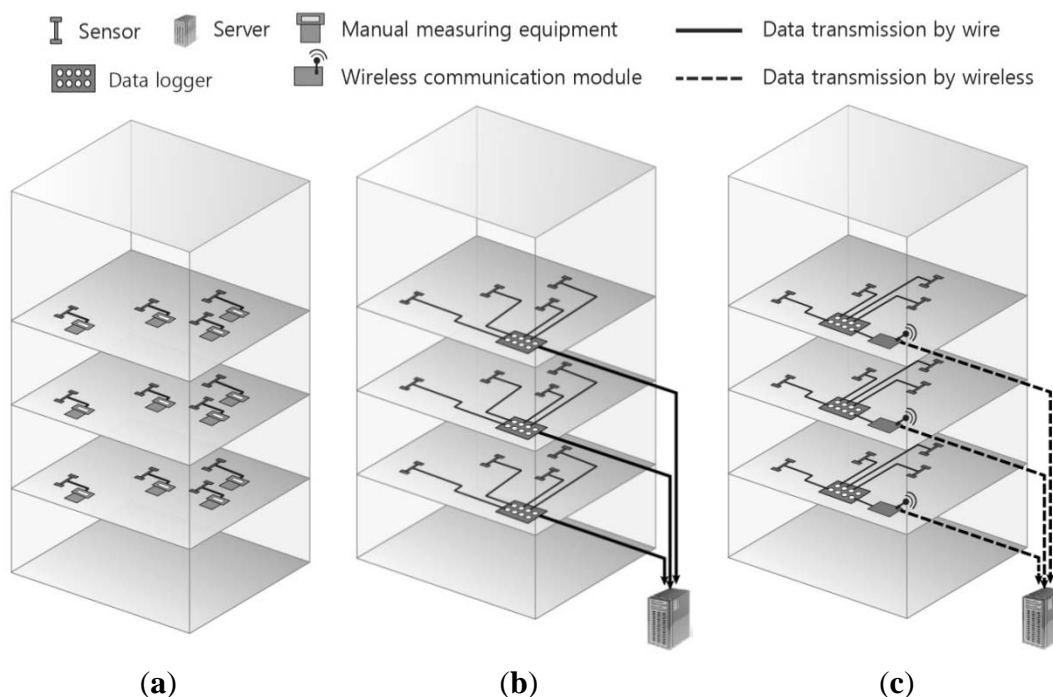 Sensor Server Manual measuring equipment Data transmission by wire
Data logger Wireless communication module Data transmission by wireless
(a) (b) (c)